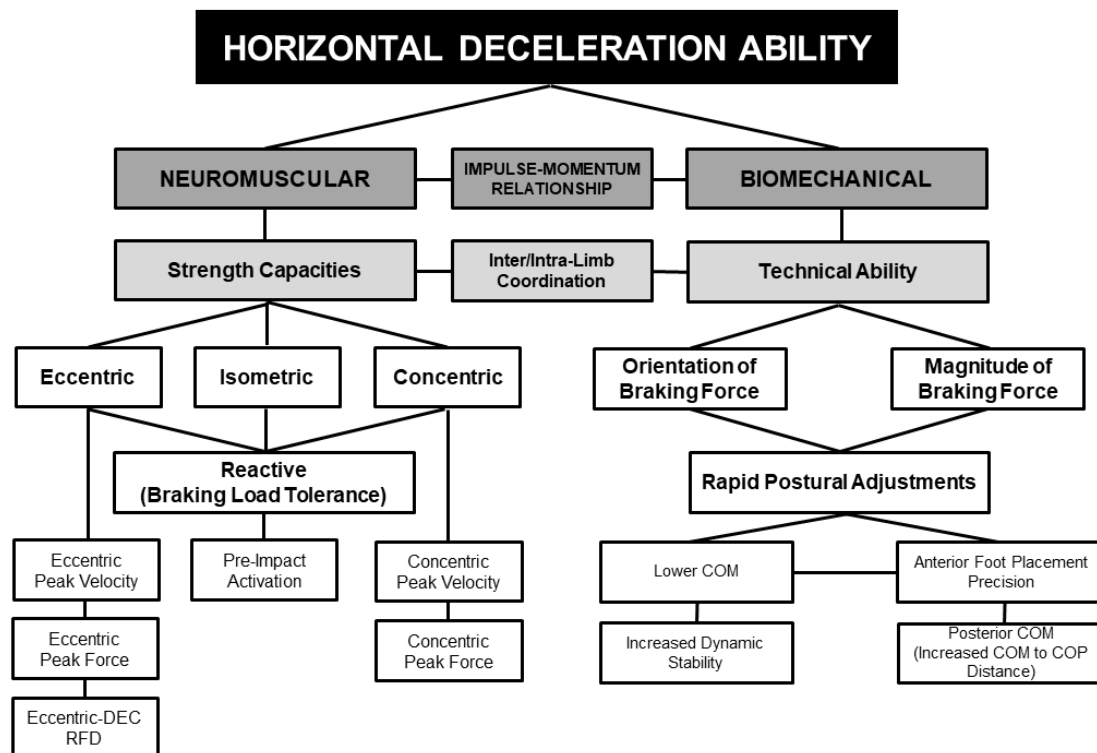 HORIZONTAL DECELERATION ABILITY
NEUROMUSCULAR
IMPULSE-MOMENTUM
RELATIONSHIP
BIOMECHANICAL
Strength Capacities
Inter/Intra-Limb
Coordination
Technical Ability
Eccentric
Isometric
Concentric
Orientation of
Braking Force
Magnitude of
Braking Force
Reactive
(Braking Load Tolerance)
Rapid Postural Adjustments
Eccentric
Peak Velocity
Pre-Impact
Activation
Concentric
Peak Velocity
Lower COM
Anterior Foot Placement
Precision
Eccentric
Peak Force
Concentric
Peak Force
Increased Dynamic
Stability
Posterior COM
(Increased COM to COP
Distance)
Eccentric-DEC
RFD